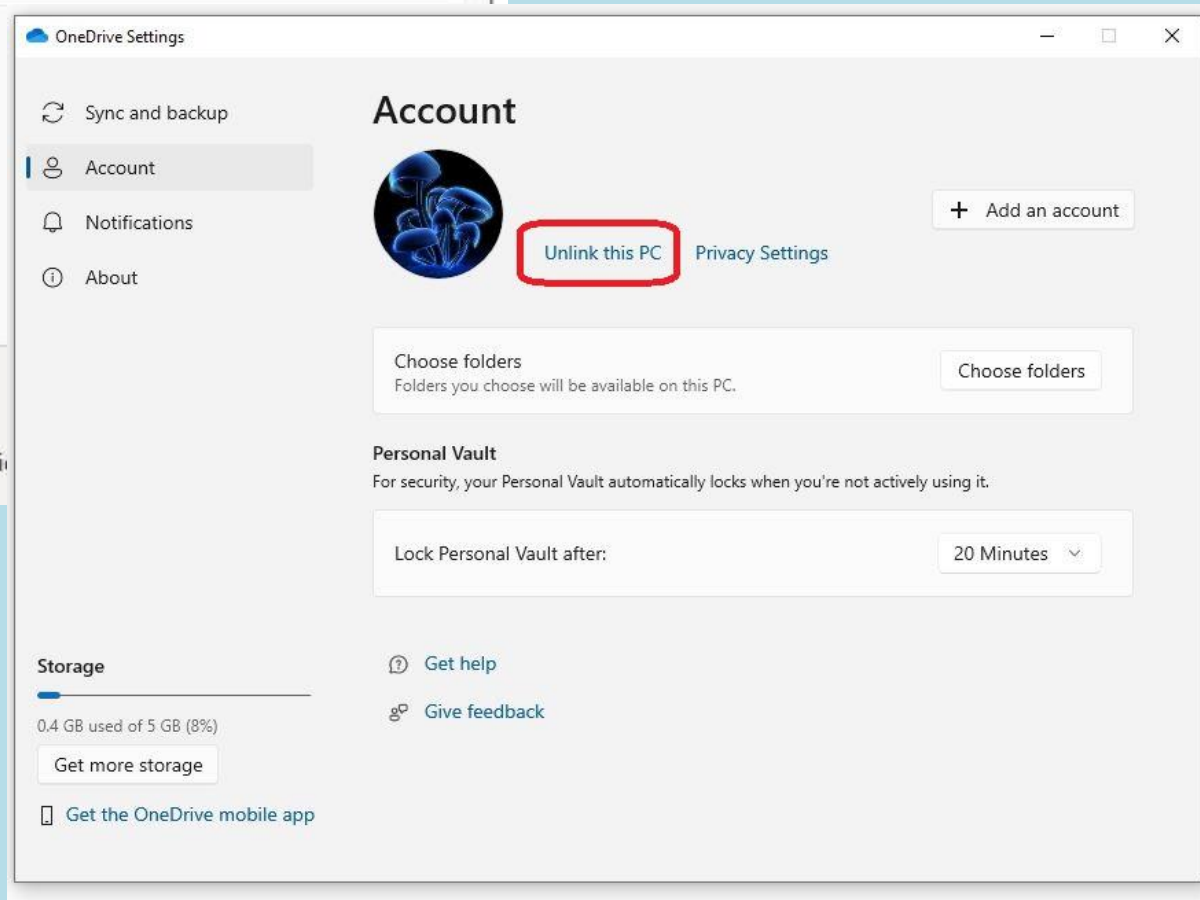 OneDrive Settings
Sync and backup
Account
Notifications
About
Account
Add an account
Unlink this PC Privacy Settings
Choose folders
Folders you choose will be available on this PC.
Choose folders
Personal Vault
For security, your Personal Vault automatically locks when you're not actively using it.
Lock Personal Vault after:
20 Minutes
Get help
Give feedback
Storage
0.4 GB used of 5 GB (8%)
Get more storage
Get the OneDrive mobile app